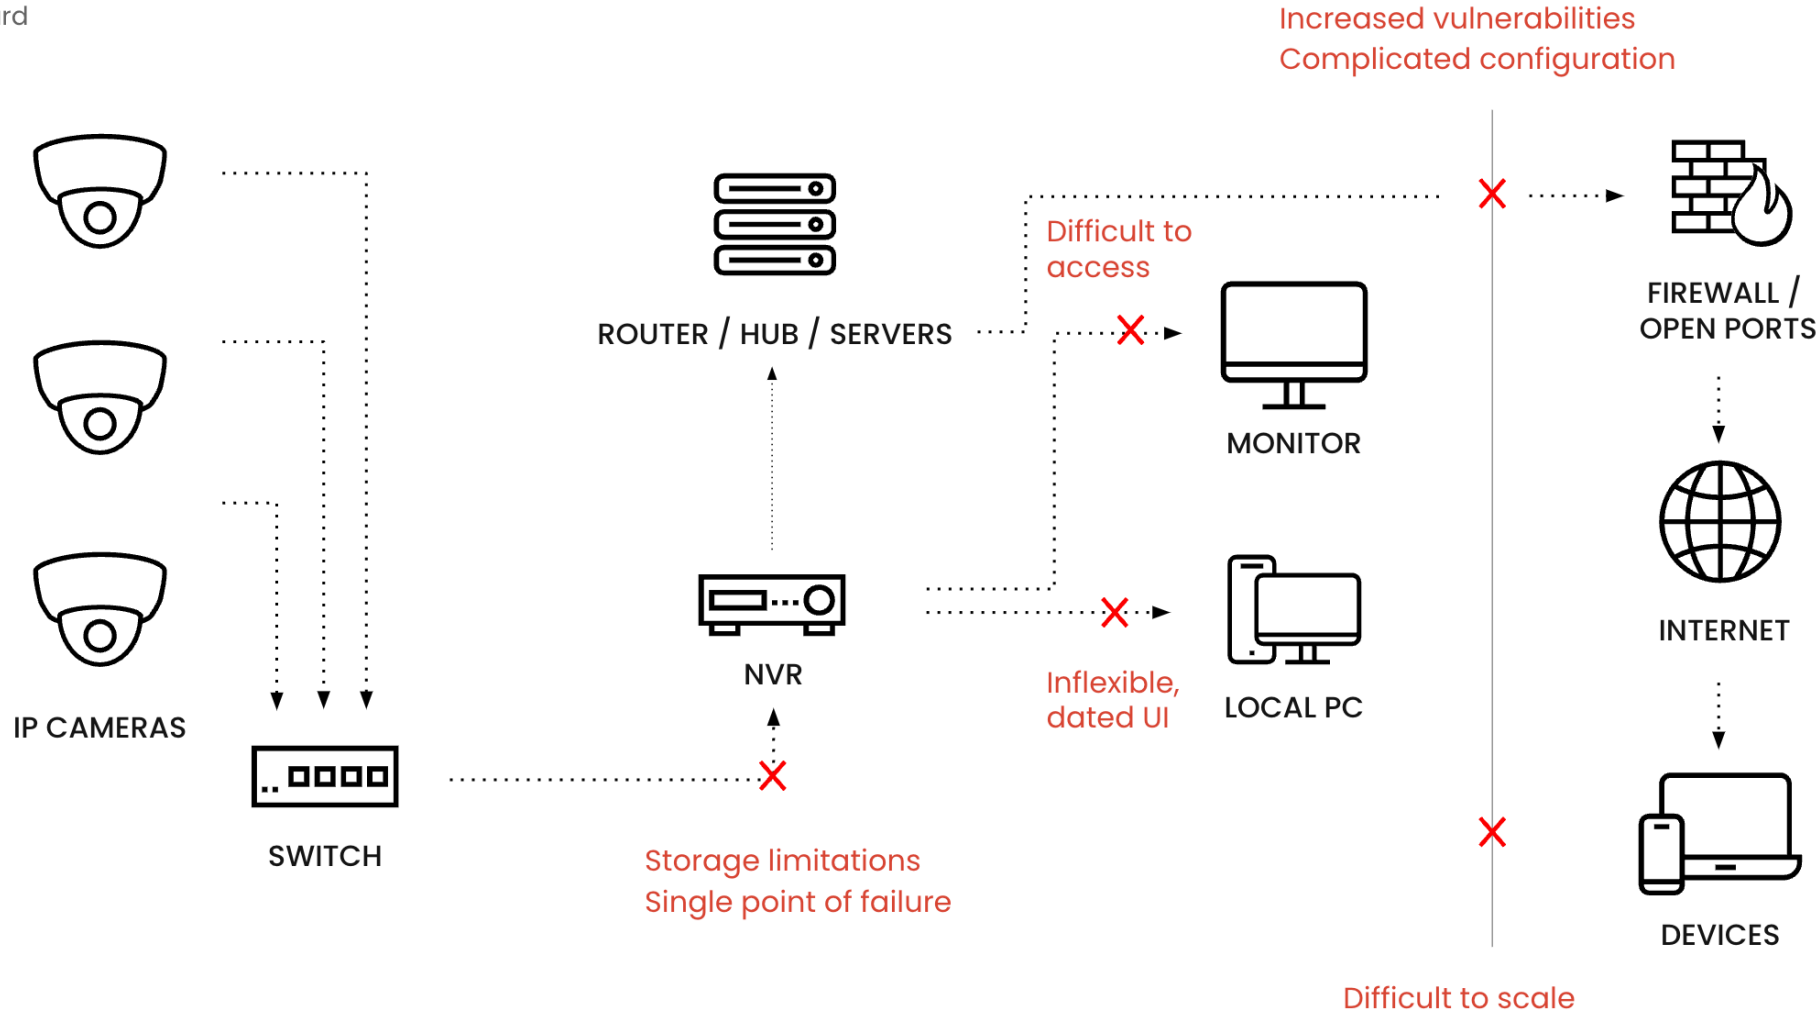 Increased vulnerabilities
Complicated configuration
Difficult to
access
ROUTER / HUB / SERVERS
FIREWALL /
OPEN PORTS
MONITOR
INTERNET
NVR
Inflexible,
dated UI
LOCAL PC
IP CAMERAS
SWITCH
Storage limitations
Single point of failure
DEVICES
Difficult to scale